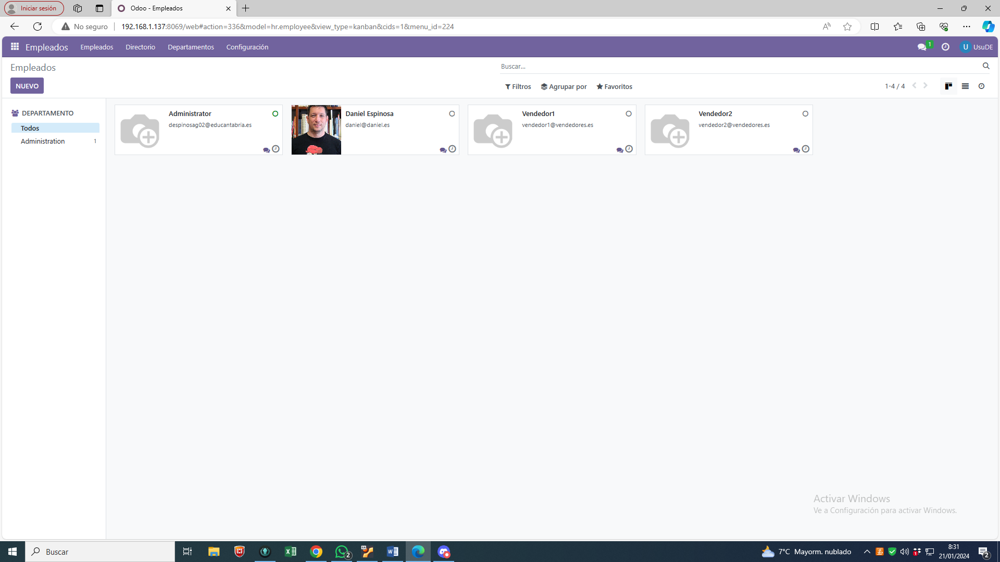 Iniciar sesión
Odoo - Empleados
No seguro
192.168.1.137:8069/web#action=336&model=hr.employee&view_type=kanban&cids=1&menu_id=224
Empleados
Empleados
Directorio
Departamentos
Configuración
1
U
UsuDE
Empleados
Buscar...
NUEVO
Filtros
Agrupar por
Favoritos
1-4 / 4
DEPARTAMENTO
Todos
Administration 1
Administrator
despinosag02@educantabria.es
Daniel Espinosa
daniel@daniel.es
Vendedor1
vendedor1@vendedores.es
Vendedor2
vendedor2@vendedores.es
Activar Windows
Ve a Configuración para activar Windows.
Buscar
2
7°C Mayorm. nublado
8:31
21/01/2024
2